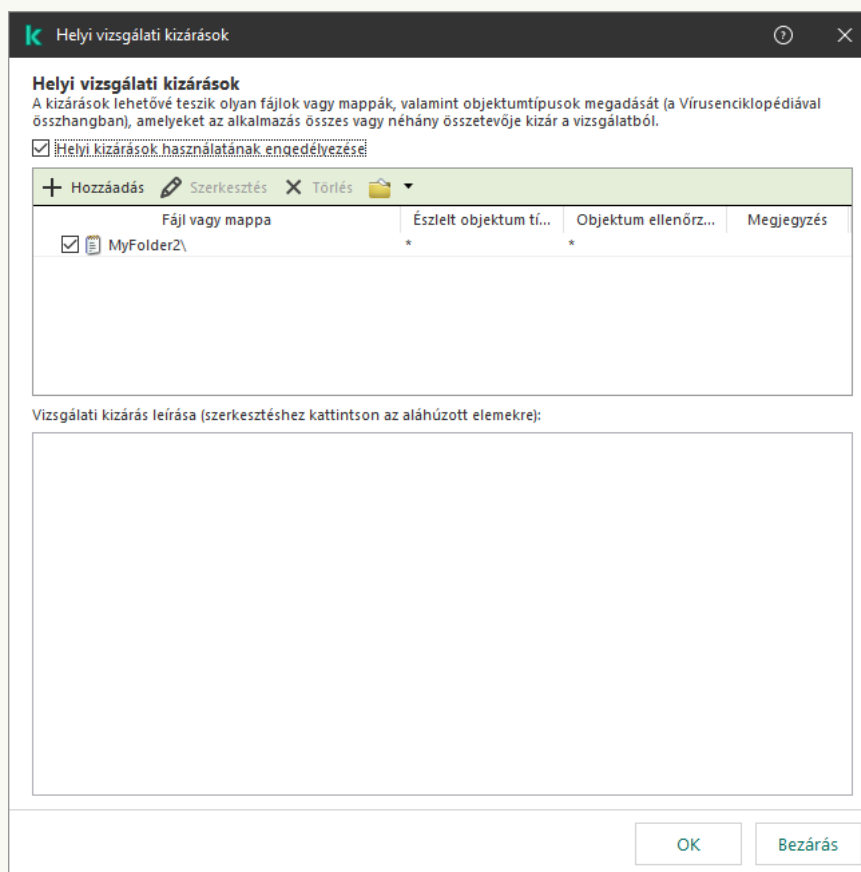 Helyi vizsgálati kizárások
Helyi vizsgálati kizárások
A kizárások lehetővé teszik olyan fájlok vagy mappák, valamint objektumtípusok megadását (a Vírusenciklopédiával
összhangban), amelyeket az alkalmazás összes vagy néhány összetevője kizár a vizsgálatból.
Helyi kizárások használatának engedélyezése
Hozzáadás Szerkesztés Törlés
Fájl vagy mappa Észlelt objektum tí... Objektum ellenőrz... Megjegyzés
MyFolder2\ * *
Vizsgálati kizárás leírása (szerkesztéshez kattintson az aláhúzott elemekre):
OK Bezárás